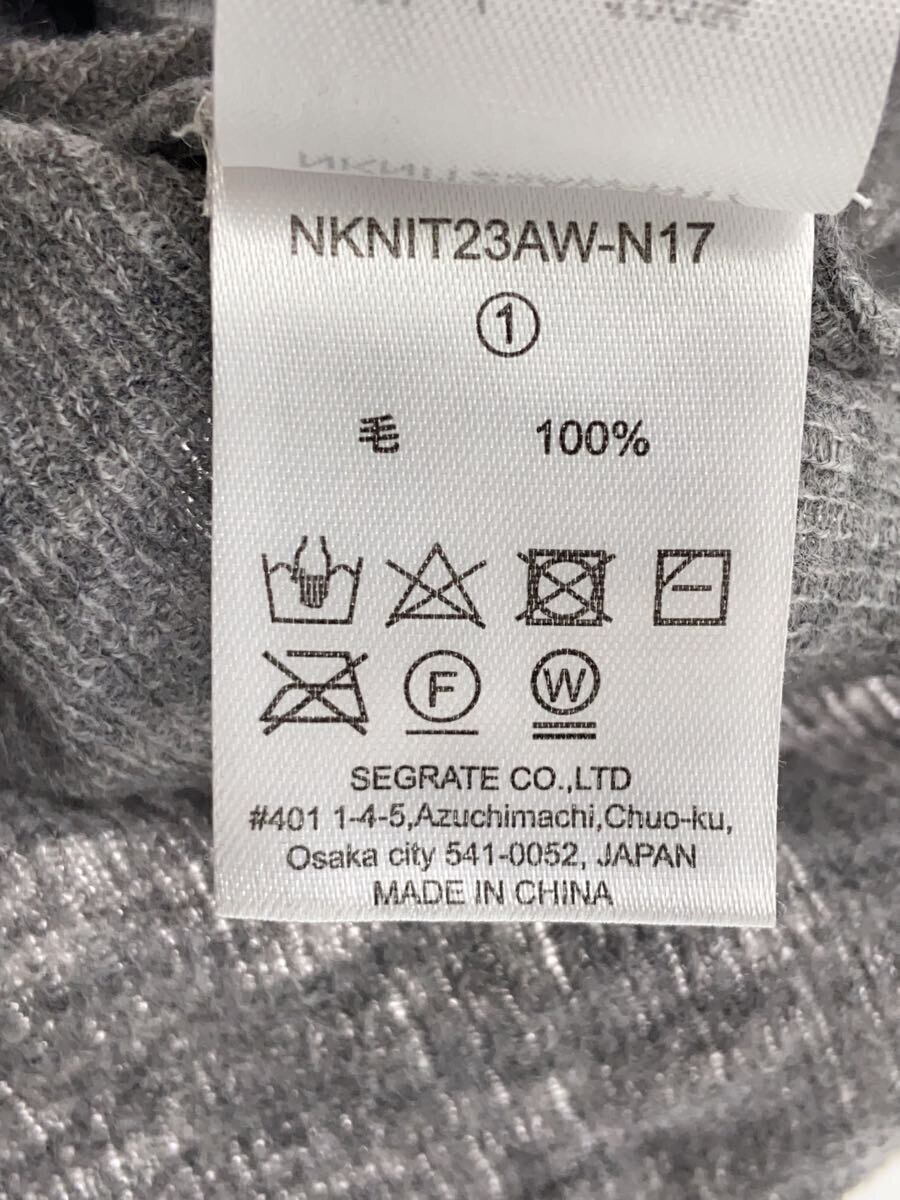 NKNIT23AW-N17
①
毛 100%
F W
SEGRATE CO.,LTD
#401 1-4-5,Azuchimachi,Chuo-ku,
Osaka city 541-0052, JAPAN
MADE IN CHINA